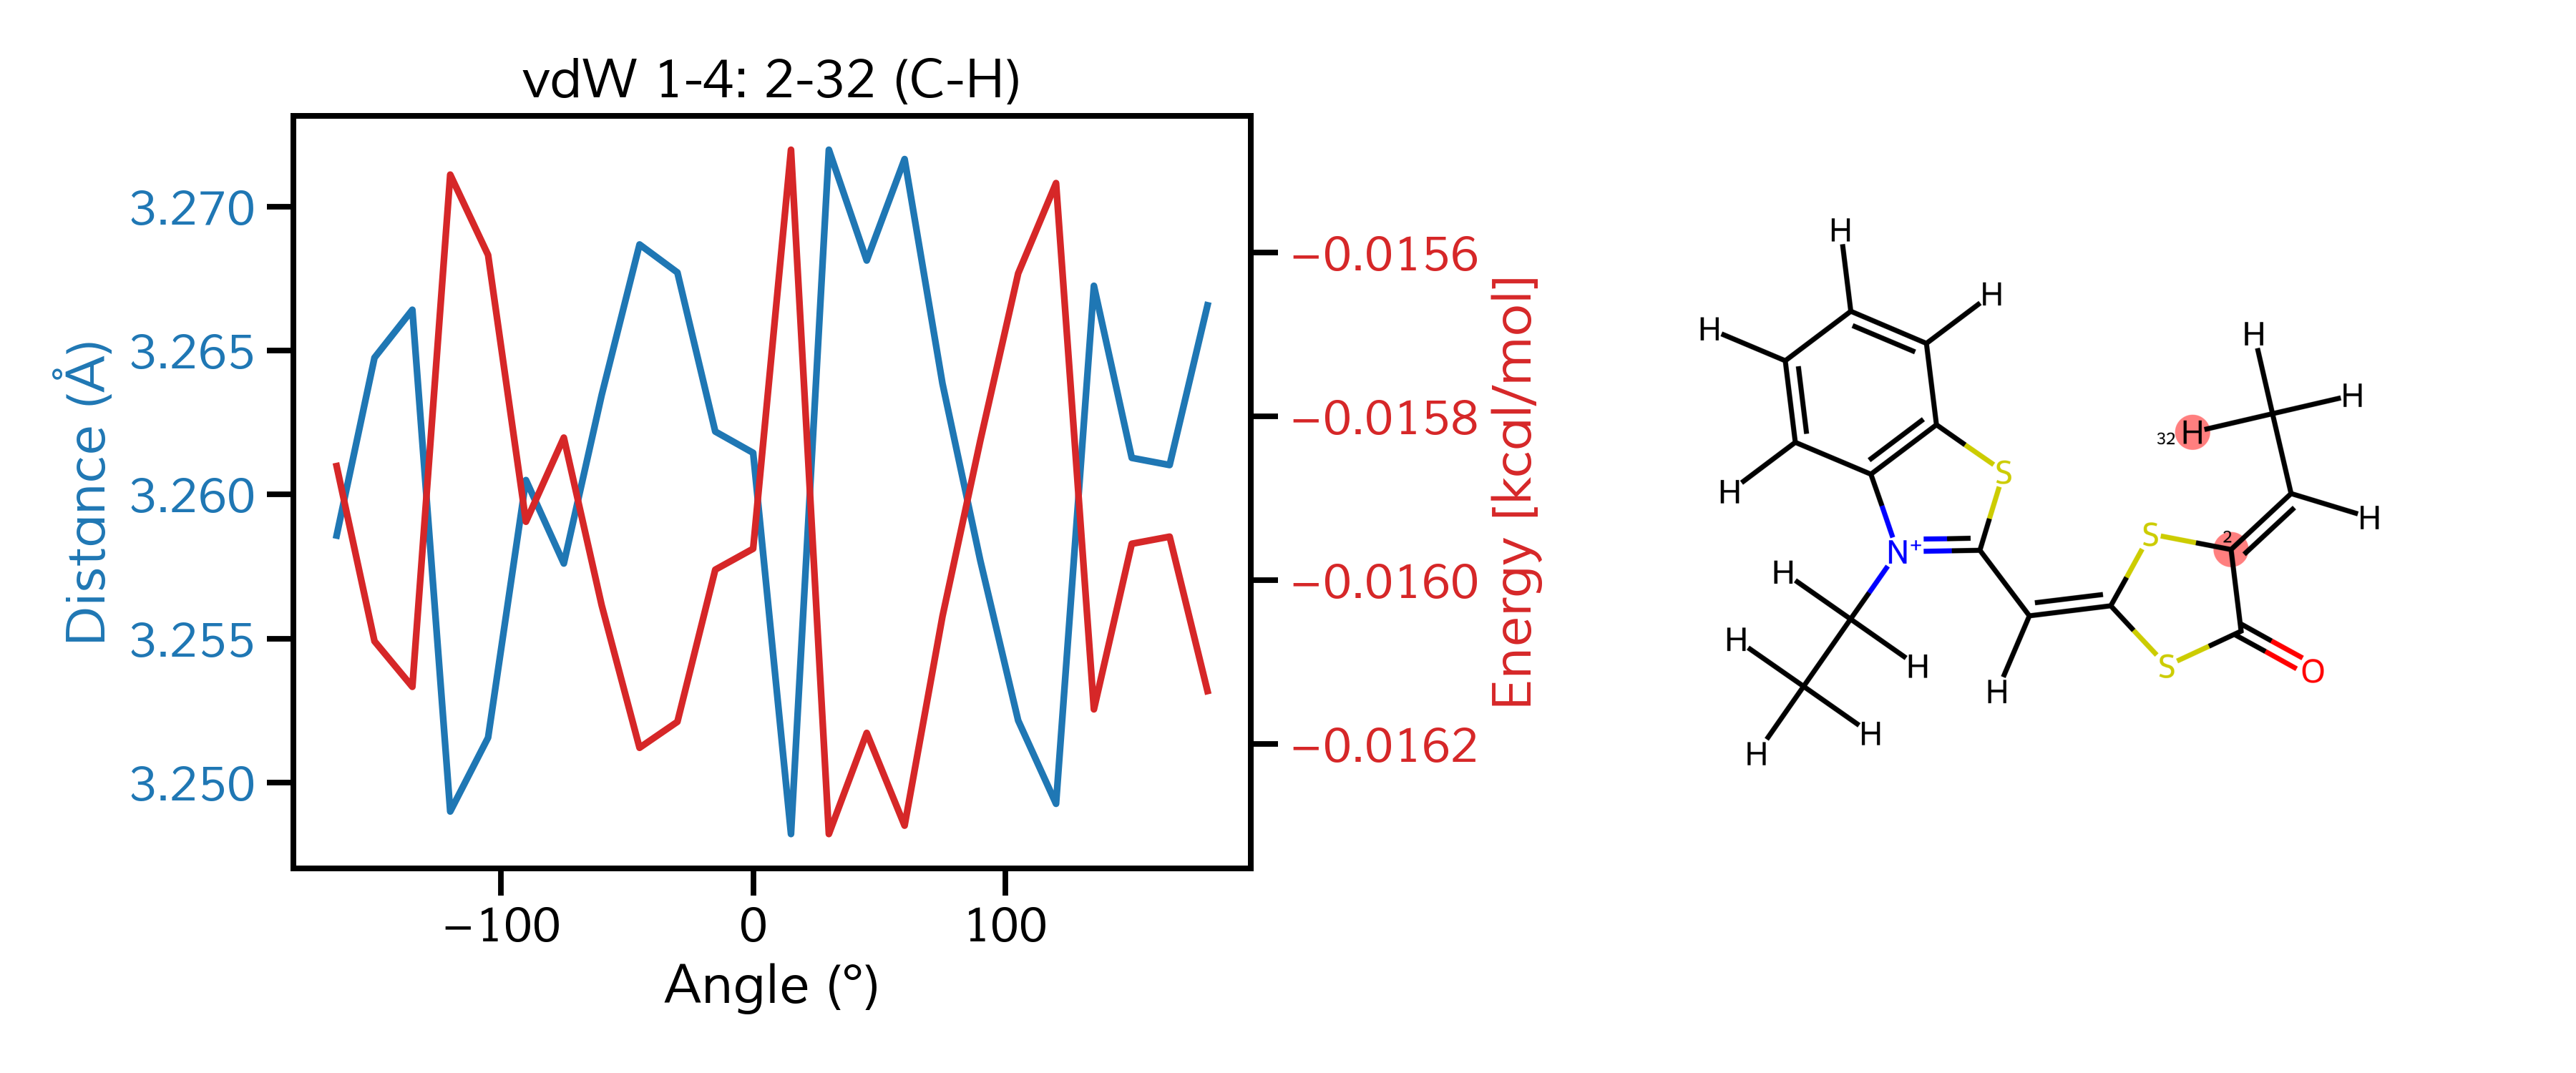 vdW 1-4: 2-32 (C-H)
3.270
3.265
3.260
3.255
3.250
Distance (Å)
−0.0156
−0.0158
−0.0160
−0.0162
Energy [kcal/mol]
−100
0
100
Angle (°)
H
H
H
H
H
H
32
H
S
H
H
S
2
N+
H
H
H
S
O
H
H
H
H